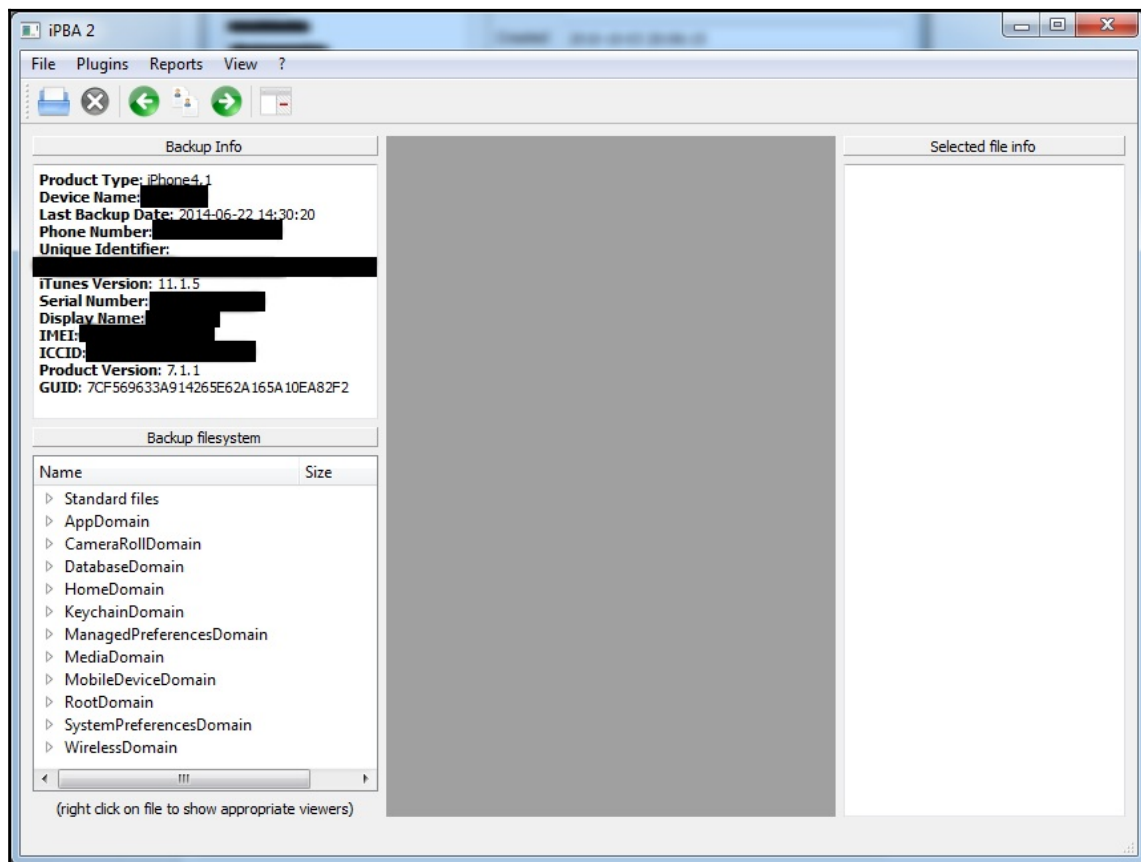 iPBA 2
File Plugins Reports View ?
Backup Info
Product Type: iPhone4,1
Device Name:
Last Backup Date: 2014-06-22 14:30:20
Phone Number:
Unique Identifier:
iTunes Version: 11.1.5
Serial Number:
Display Name:
IMEI:
ICCID:
Product Version: 7.1.1
GUID: 7CF569633A914265E62A165A10EA82F2
Backup filesystem
Name Size
Standard files
AppDomain
CameraRollDomain
DatabaseDomain
HomeDomain
KeychainDomain
ManagedPreferencesDomain
MediaDomain
MobileDeviceDomain
RootDomain
SystemPreferencesDomain
WirelessDomain
(right click on file to show appropriate viewers)
Selected file info